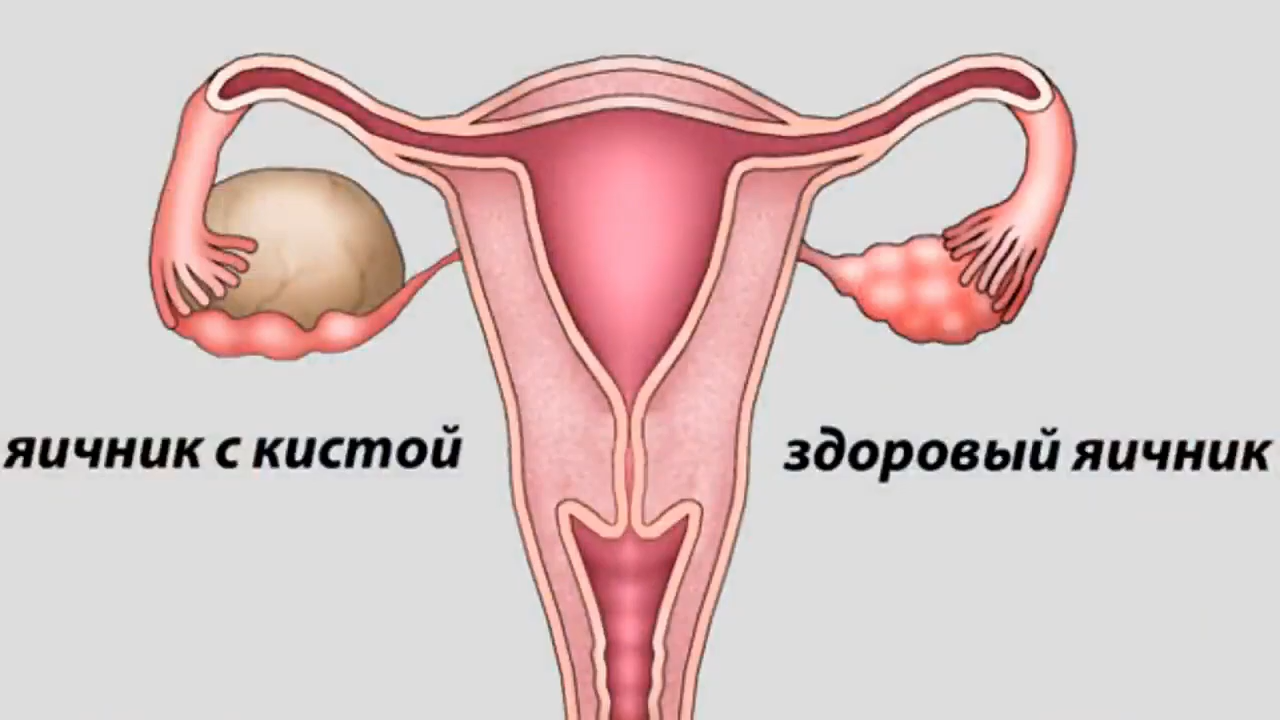 яичник с кистой
здоровый яичник